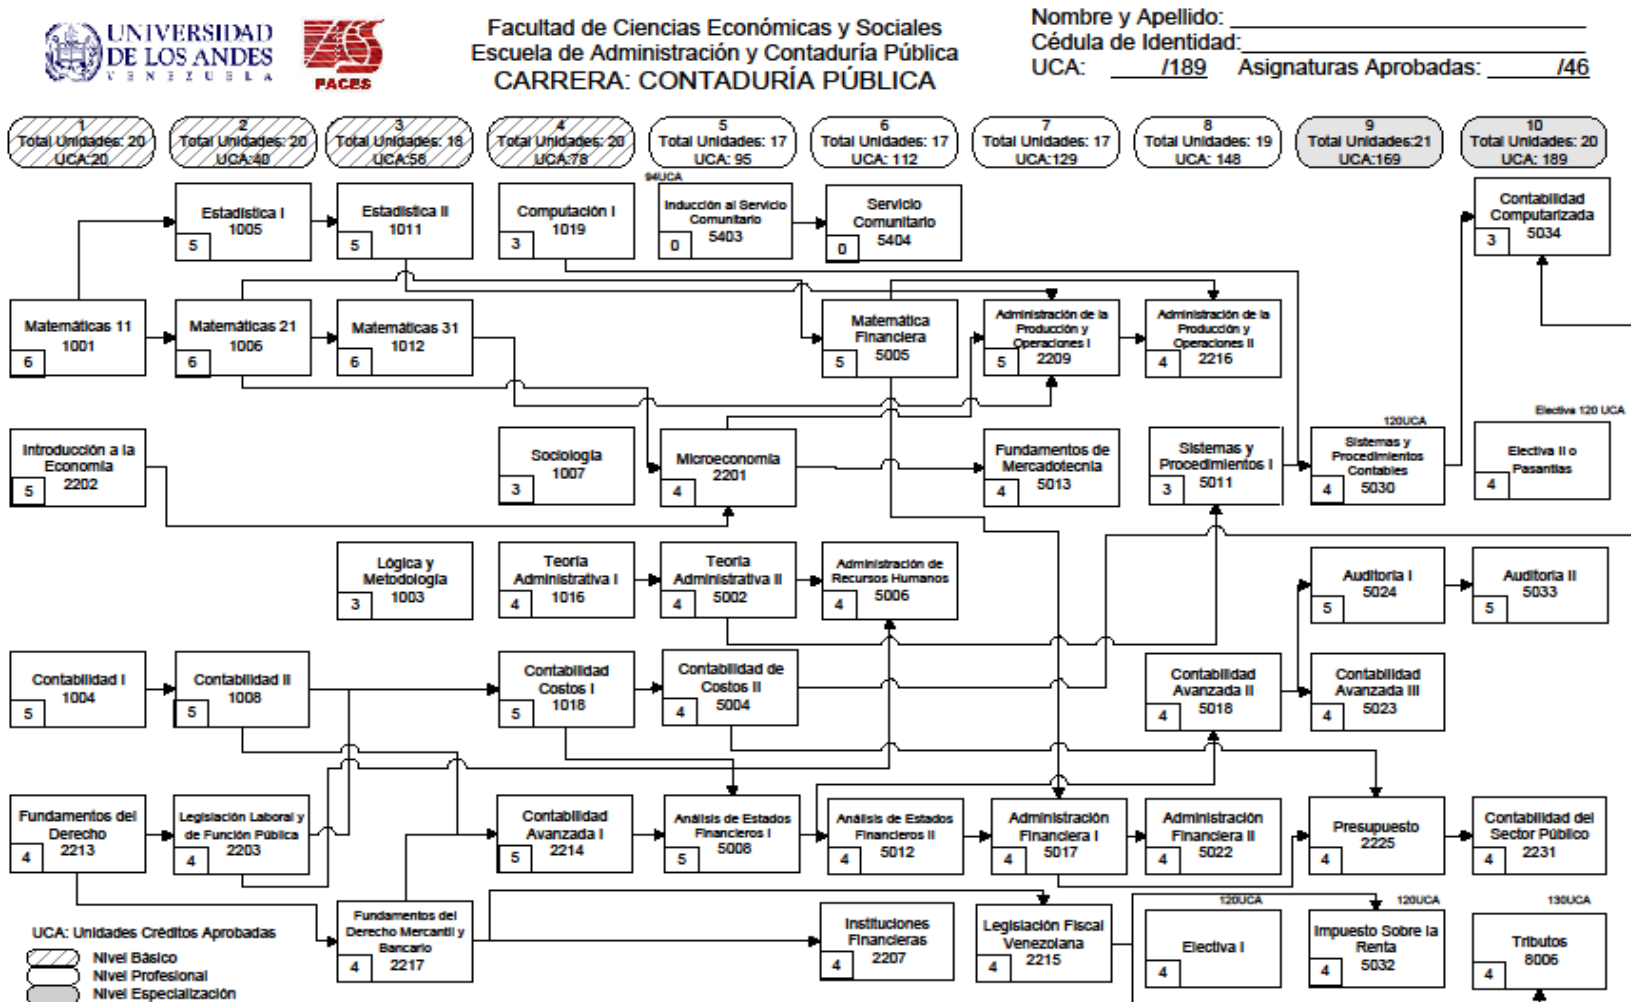 UNIVERSIDAD
DE LOS ANDES
VENEZUELA
FACES
Facultad de Ciencias Económicas y Sociales
Escuela de Administración y Contaduría Pública
CARRERA: CONTADURÍA PÚBLICA
Nombre y Apellido:
Cédula de Identidad:
UCA: /189 Asignaturas Aprobadas: /46
1
Total Unidades: 20
UCA:20
2
Total Unidades: 20
UCA:40
3
Total Unidades: 18
UCA:58
4
Total Unidades: 20
UCA:78
5
Total Unidades: 17
UCA: 95
6
Total Unidades: 17
UCA: 112
7
Total Unidades: 17
UCA:129
8
Total Unidades: 19
UCA: 148
9
Total Unidades:21
UCA:169
10
Total Unidades: 20
UCA: 189
Estadística I
1005
5
Estadística II
1011
5
Computación I
1019
3
94UCA
Inducción al Servicio
Comunitario
5403
0
Servicio
Comunitario
5404
0
Contabilidad
Computarizada
5034
3
Matemáticas 11
1001
6
Matemáticas 21
1006
6
Matemáticas 31
1012
6
Matemática
Financiera
5005
5
Administración de la
Producción y
Operaciones I
2209
5
Administración de la
Producción y
Operaciones II
2216
4
Introducción a la
Economía
2202
5
Sociología
1007
3
Microeconomía
2201
4
Fundamentos de
Mercadotecnia
5013
4
Sistemas y
Procedimientos I
5011
3
120UCA
Sistemas y
Procedimientos
Contables
5030
4
Electiva 120 UCA
Electiva II o
Pasantías
4
Lógica y
Metodología
1003
3
Teoría
Administrativa I
1016
4
Teoría
Administrativa II
5002
4
Administración de
Recursos Humanos
5006
4
Auditoría I
5024
5
Auditoría II
5033
5
Contabilidad I
1004
5
Contabilidad II
1008
5
Contabilidad
Costos I
1018
5
Contabilidad de
Costos II
5004
4
Contabilidad
Avanzada II
5018
4
Contabilidad
Avanzada III
5023
4
Fundamentos del
Derecho
2213
4
Legislación Laboral y
de Función Pública
2203
4
Contabilidad
Avanzada I
2214
5
Análisis de Estados
Financieros I
5008
5
Análisis de Estados
Financieros II
5012
4
Administración
Financiera I
5017
4
Administración
Financiera II
5022
4
Presupuesto
2225
4
Contabilidad del
Sector Público
2231
4
Fundamentos del
Derecho Mercantil y
Bancario
2217
4
Instituciones
Financieras
2207
4
Legislación Fiscal
Venezolana
2215
4
120UCA
Electiva I
4
120UCA
Impuesto Sobre la
Renta
5032
4
130UCA
Tributos
8006
4
UCA: Unidades Créditos Aprobadas
Nivel Básico
Nivel Profesional
Nivel Especialización